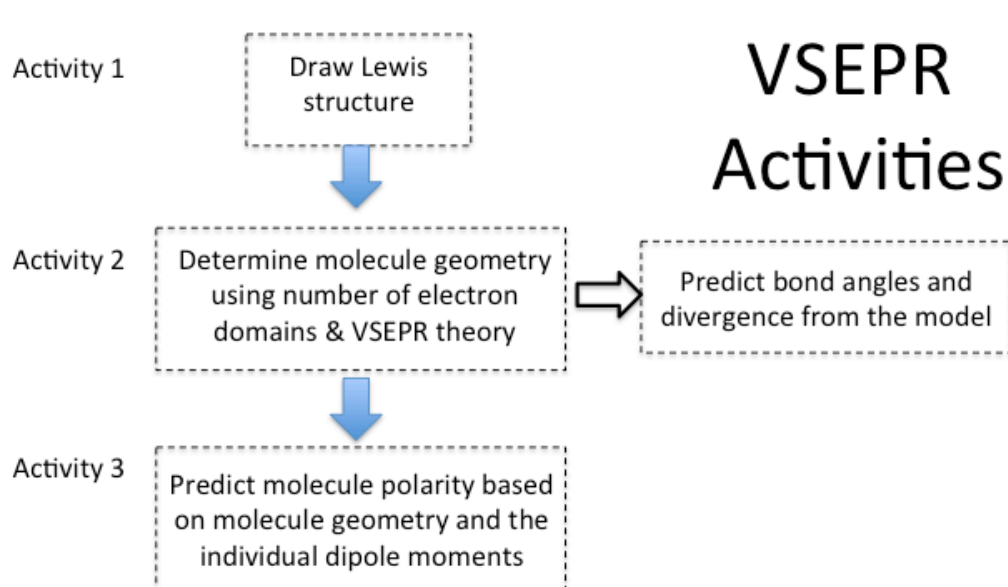 VSEPR
Activities
Activity 1
Draw Lewis
structure
Activity 2
Determine molecule geometry
using number of electron
domains & VSEPR theory
Predict bond angles and
divergence from the model
Activity 3
Predict molecule polarity based
on molecule geometry and the
individual dipole moments